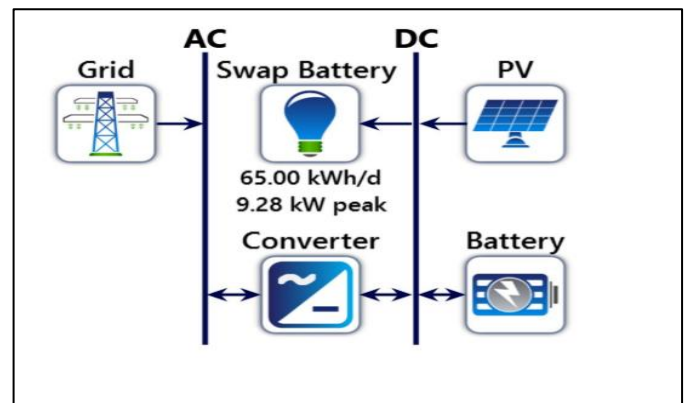 AC DC
Grid Swap Battery PV
65.00 kWh/d
9.28 kW peak
Converter Battery